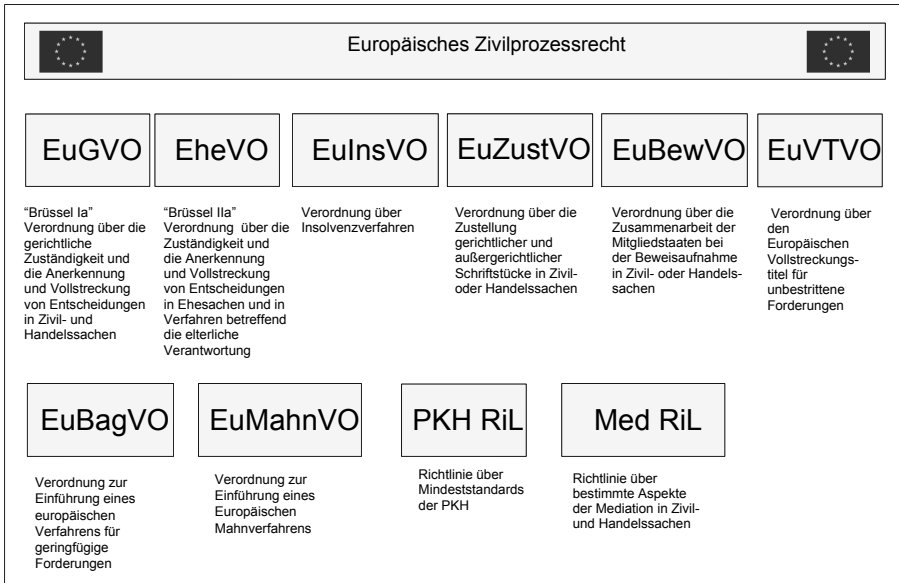 Europäisches Zivilprozessrecht
EuGVO
"Brüssel Ia"
Verordnung über die
gerichtliche
Zuständigkeit und
die Anerkennung
und Vollstreckung
von Entscheidungen
in Zivil- und
Handelssachen
EheVO
"Brüssel IIa"
Verordnung über die
Zuständigkeit und
die Anerkennung
und Vollstreckung
von Entscheidungen
in Ehesachen und in
Verfahren betreffend
die elterliche
Verantwortung
EuInsVO
Verordnung über
Insolvenzverfahren
EuZustVO
Verordnung über die
Zustellung
gerichtlicher und
außergerichtlicher
Schriftstücke in Zivil-
oder Handelssachen
EuBewVO
Verordnung über die
Zusammenarbeit der
Mitgliedstaaten bei
der Beweisaufnahme
in Zivil- oder Handels-
sachen
EuVTVO
Verordnung über
den
Europäischen
Vollstreckungs-
titel für
unbestrittene
Forderungen
EuBagVO
Verordnung zur
Einführung eines
europäischen
Verfahrens für
geringfügige
Forderungen
EuMahnVO
Verordnung zur
Einführung eines
Europäischen
Mahnverfahrens
PKH RiL
Richtlinie über
Mindeststandards
der PKH
Med RiL
Richtlinie über
bestimmte Aspekte
der Mediation in Zivil-
und Handelssachen